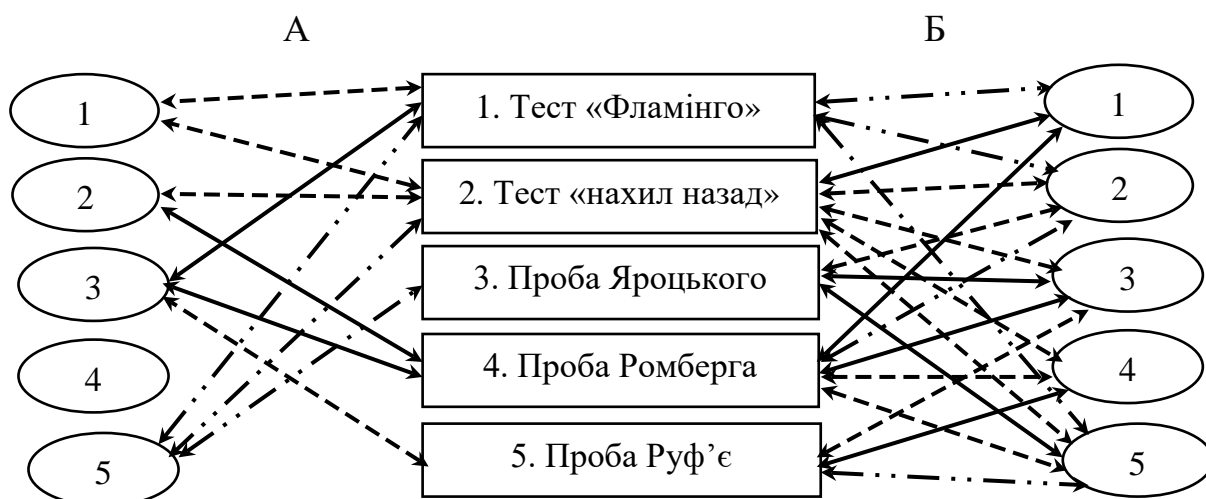 А Б
1 1. Тест «Фламінго» 1
2 2. Тест «нахил назад» 2
3 3. Проба Яроцького 3
4 4. Проба Ромберга 4
5 5. Проба Руф’є 5